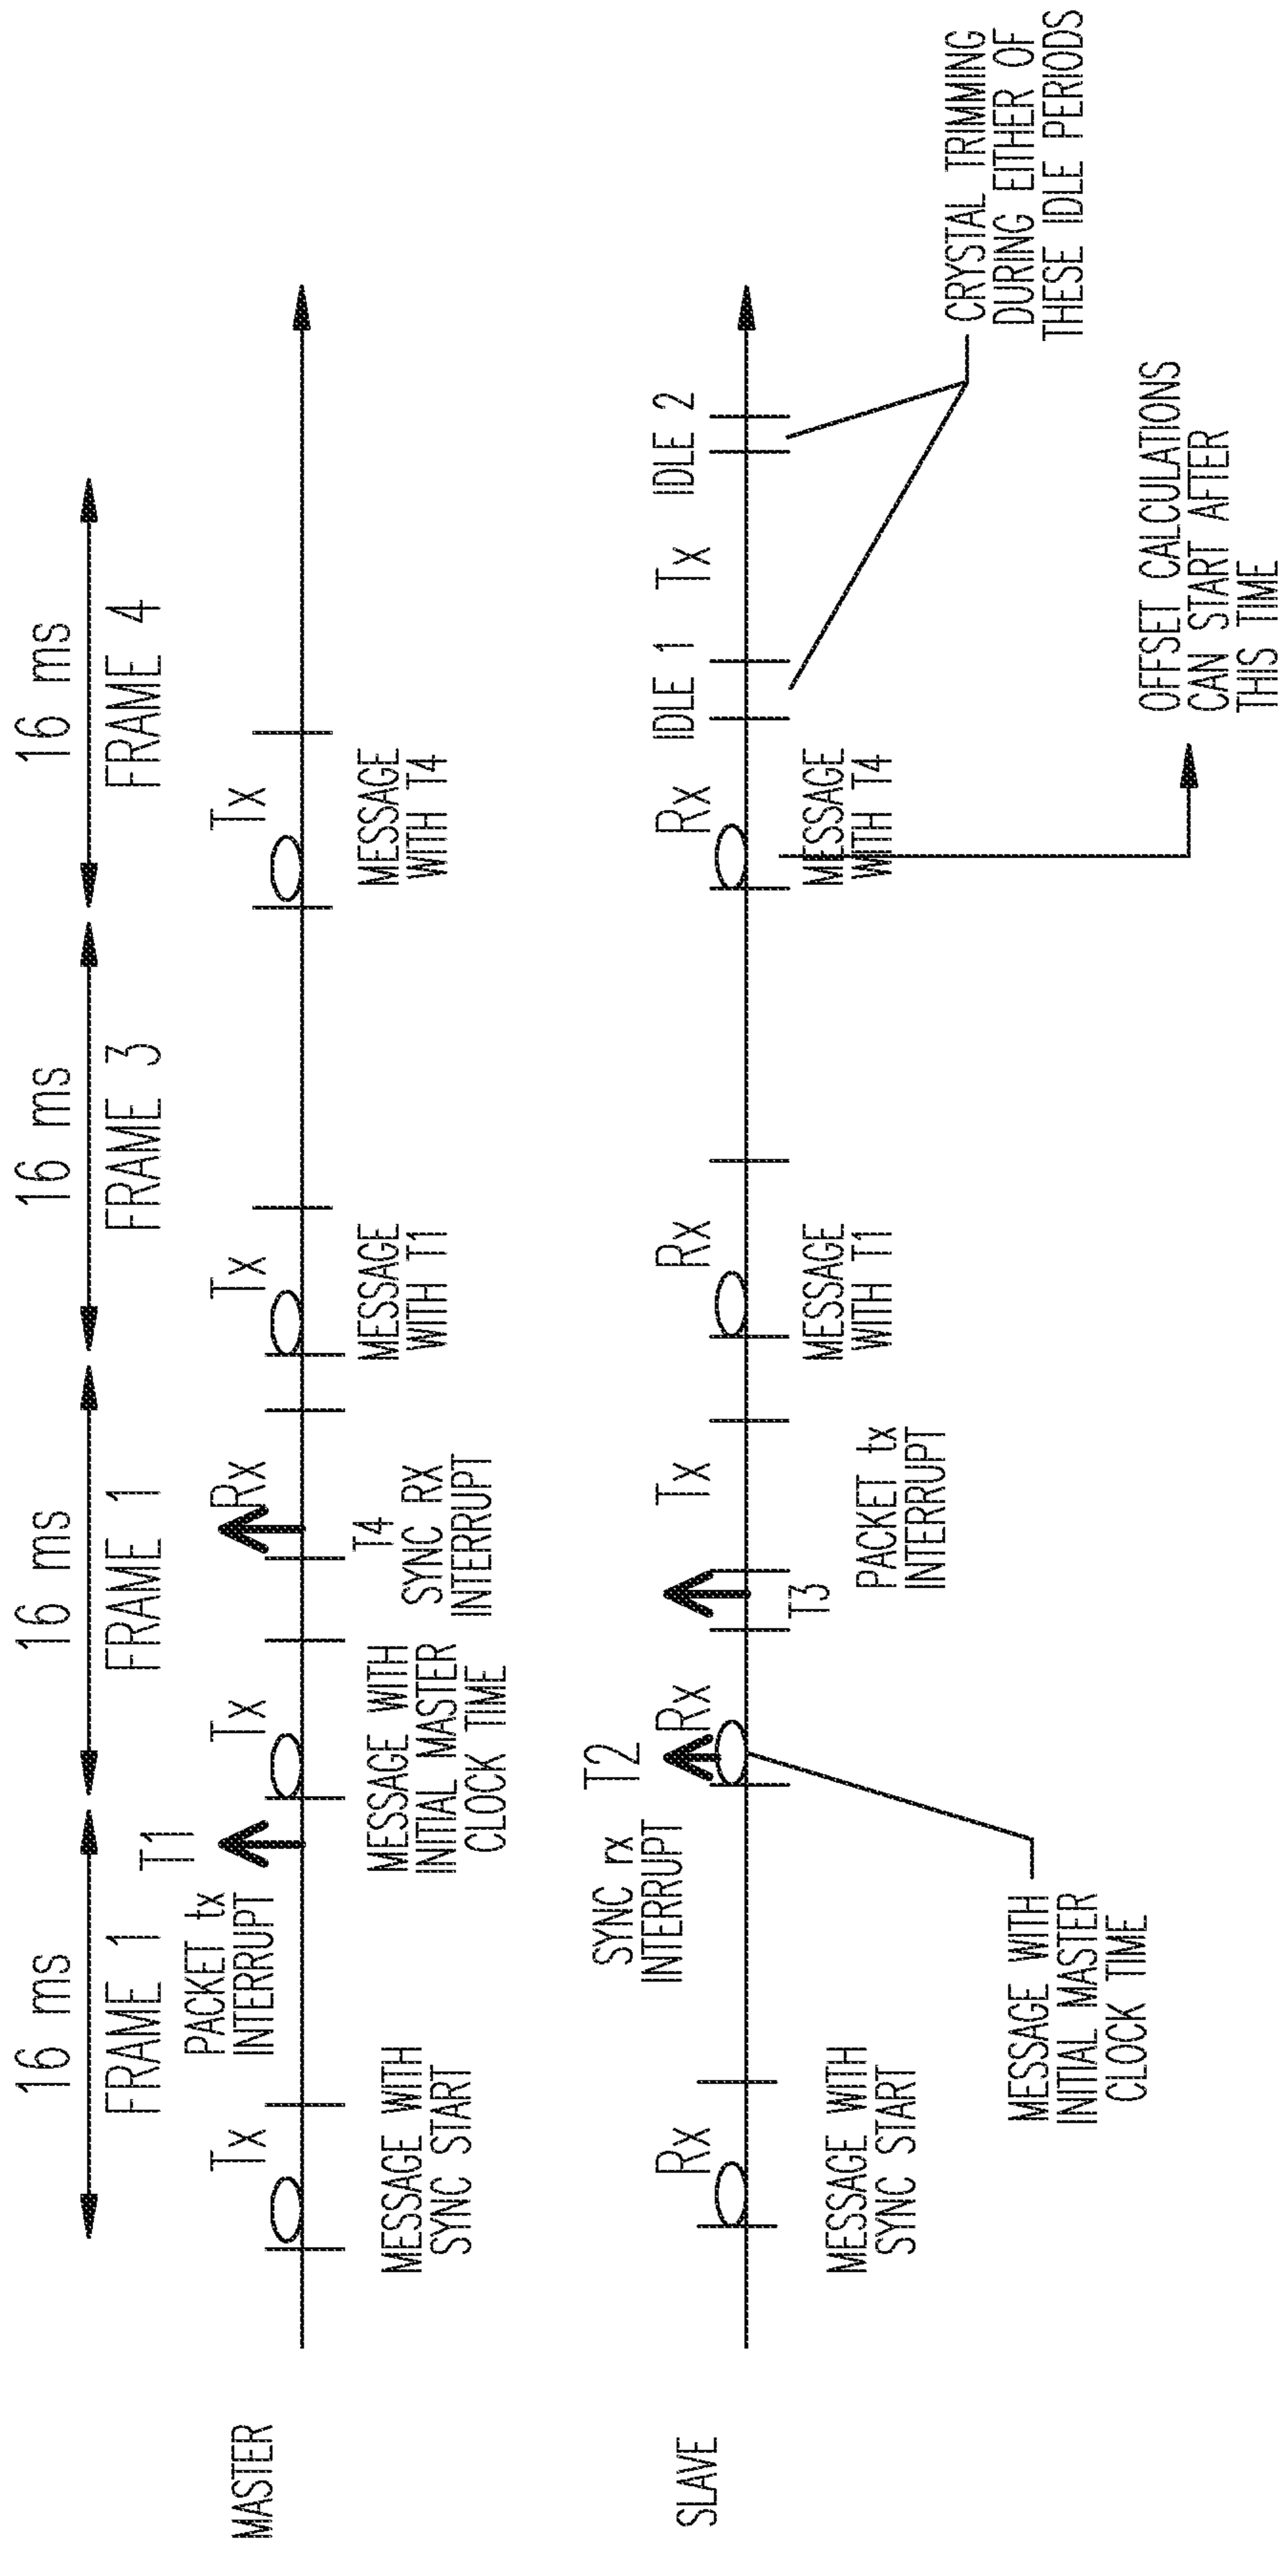 16 ms
16 ms
16 ms
16 ms
FRAME 1
FRAME 1
FRAME 3
FRAME 4
MASTER
Tx
PACKET tx
INTERRUPT
T1
Tx
Rx
Tx
Tx
MESSAGE WITH
SYNC START
MESSAGE WITH
INITIAL MASTER
CLOCK TIME
T4
SYNC RX
INTERRUPT
MESSAGE
WITH T1
MESSAGE
WITH T4
SLAVE
Rx
SYNC rx
INTERRUPT
T2
Rx
Tx
Rx
Rx
IDLE 1
Tx
IDLE 2
MESSAGE WITH
SYNC START
T3
PACKET tx
INTERRUPT
MESSAGE
WITH T1
MESSAGE
WITH T4
MESSAGE WITH
INITIAL MASTER
CLOCK TIME
OFFSET CALCULATIONS
CAN START AFTER
THIS TIME
CRYSTAL TRIMMING
DURING EITHER OF
THESE IDLE PERIODS